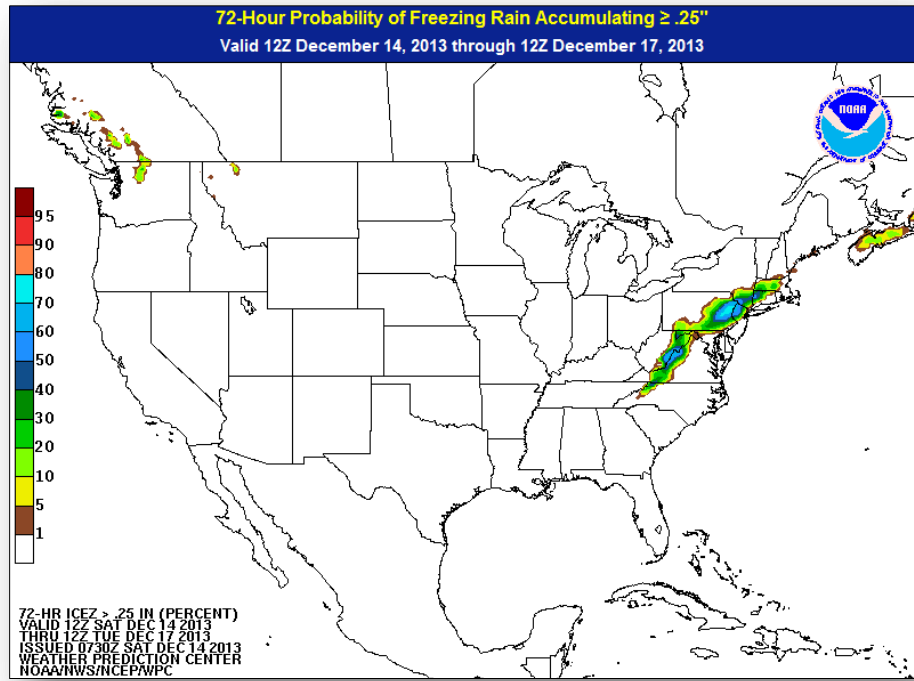 72-Hour Probability of Freezing Rain Accumulating ≥ .25"
Valid 12Z December 14, 2013 through 12Z December 17, 2013
NOAA
95
90
80
70
60
50
40
30
20
10
5
1
72-HR ICEZ > .25 IN (PERCENT)
VALID 12Z SAT DEC 14 2013
THRU 12Z TUE DEC 17 2013
ISSUED 0730Z SAT DEC 14 2013
WEATHER PREDICTION CENTER
NOAA/NWS/NCEP/WPC